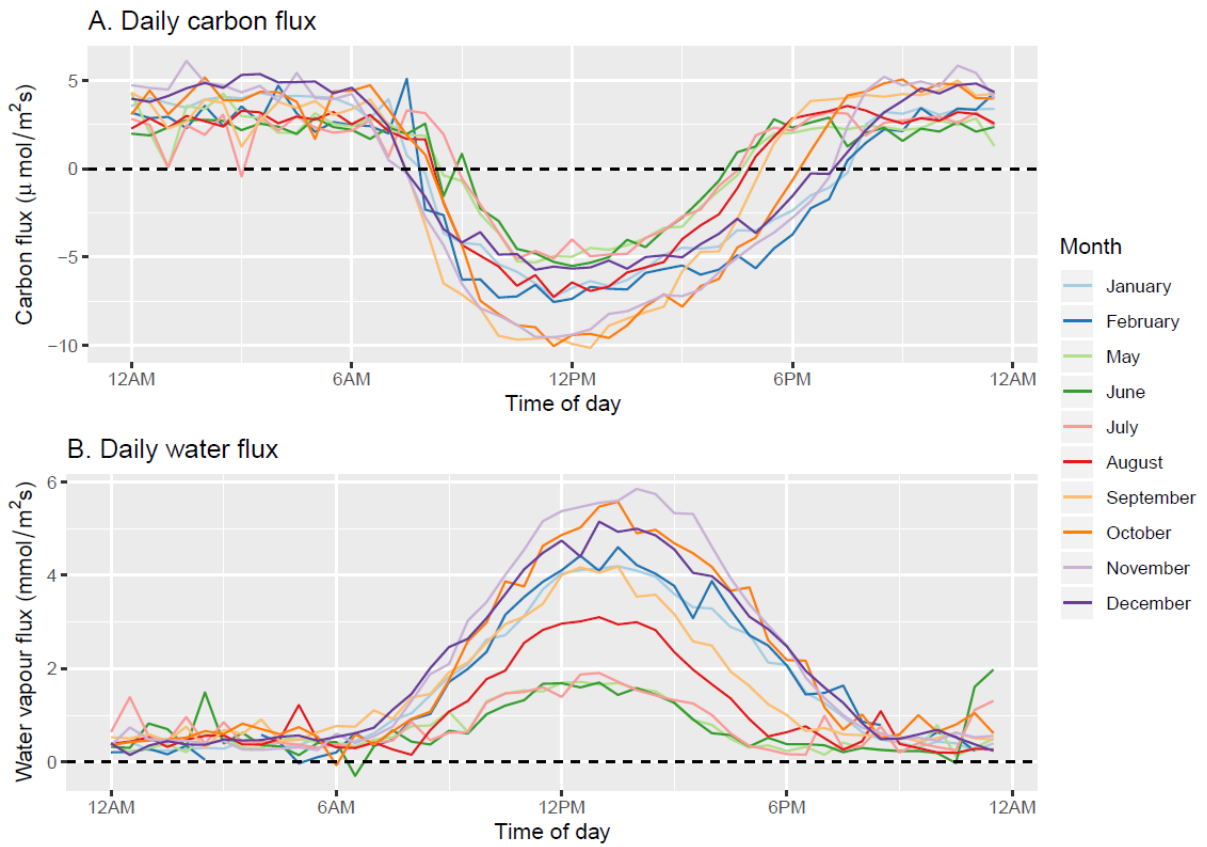 A. Daily carbon flux
Carbon flux (μ mol/m²s)
5
0
−5
−10
12AM
6AM
12PM
6PM
12AM
Time of day
B. Daily water flux
Water vapour flux (mmol/m²s)
6
4
2
0
12AM
6AM
12PM
6PM
12AM
Time of day
Month
January
February
May
June
July
August
September
October
November
December